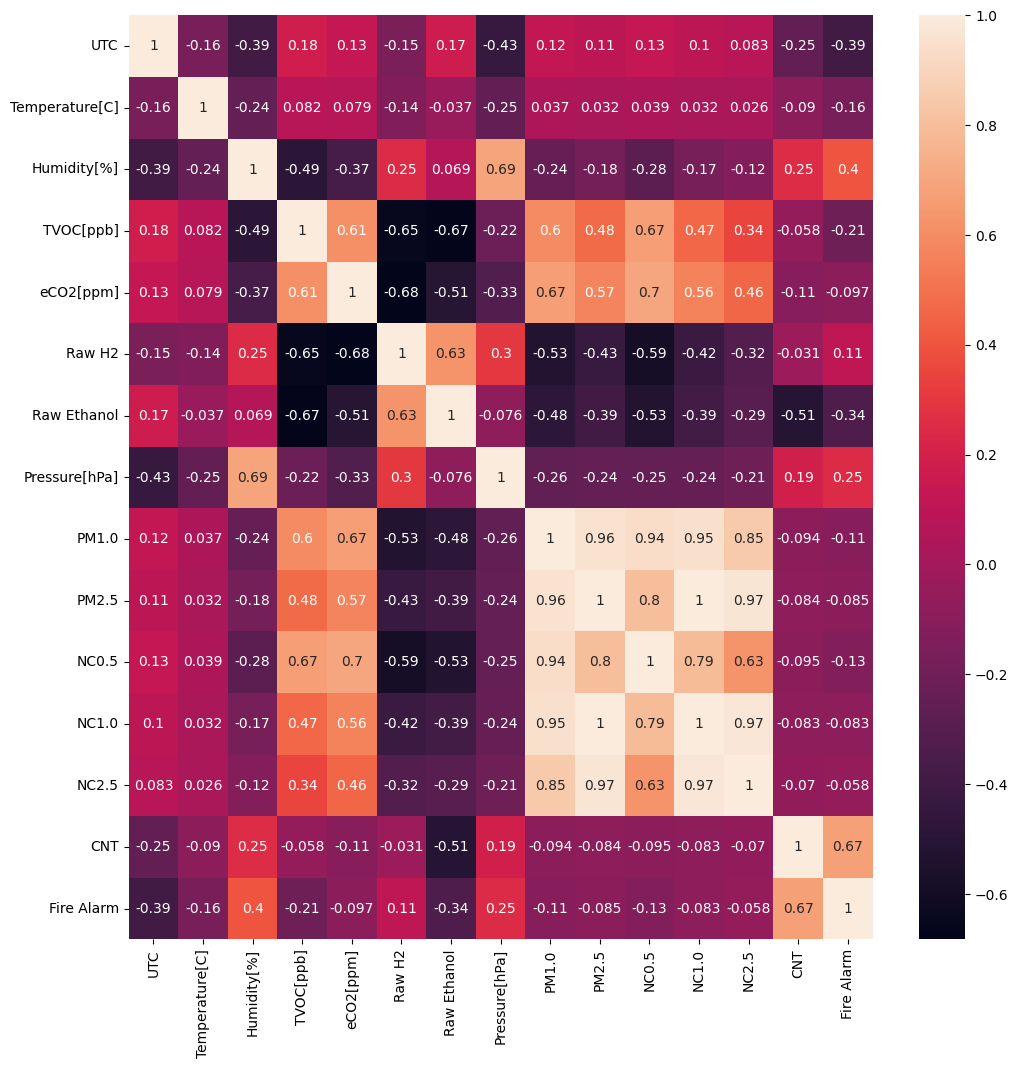 UTC 1 -0.16 -0.39 0.18 0.13 -0.15 0.17 -0.43 0.12 0.11 0.13 0.1 0.083 -0.25 -0.39
Temperature[C] -0.16 1 -0.24 0.082 0.079 -0.14 -0.037 -0.25 0.037 0.032 0.039 0.032 0.026 -0.09 -0.16
Humidity[%] -0.39 -0.24 1 -0.49 -0.37 0.25 0.069 0.69 -0.24 -0.18 -0.28 -0.17 -0.12 0.25 0.4
TVOC[ppb] 0.18 0.082 -0.49 1 0.61 -0.65 -0.67 -0.22 0.6 0.48 0.67 0.47 0.34 -0.058 -0.21
eCO2[ppm] 0.13 0.079 -0.37 0.61 1 -0.68 -0.51 -0.33 0.67 0.57 0.7 0.56 0.46 -0.11 -0.097
Raw H2 -0.15 -0.14 0.25 -0.65 -0.68 1 0.63 0.3 -0.53 -0.43 -0.59 -0.42 -0.32 -0.031 0.11
Raw Ethanol 0.17 -0.037 0.069 -0.67 -0.51 0.63 1 -0.076 -0.48 -0.39 -0.53 -0.39 -0.29 -0.51 -0.34
Pressure[hPa] -0.43 -0.25 0.69 -0.22 -0.33 0.3 -0.076 1 -0.26 -0.24 -0.25 -0.24 -0.21 0.19 0.25
PM1.0 0.12 0.037 -0.24 0.6 0.67 -0.53 -0.48 -0.26 1 0.96 0.94 0.95 0.85 -0.094 -0.11
PM2.5 0.11 0.032 -0.18 0.48 0.57 -0.43 -0.39 -0.24 0.96 1 0.8 1 0.97 -0.084 -0.085
NC0.5 0.13 0.039 -0.28 0.67 0.7 -0.59 -0.53 -0.25 0.94 0.8 1 0.79 0.63 -0.095 -0.13
NC1.0 0.1 0.032 -0.17 0.47 0.56 -0.42 -0.39 -0.24 0.95 1 0.79 1 0.97 -0.083 -0.083
NC2.5 0.083 0.026 -0.12 0.34 0.46 -0.32 -0.29 -0.21 0.85 0.97 0.63 0.97 1 -0.07 -0.058
CNT -0.25 -0.09 0.25 -0.058 -0.11 -0.031 -0.51 0.19 -0.094 -0.084 -0.095 -0.083 -0.07 1 0.67
Fire Alarm -0.39 -0.16 0.4 -0.21 -0.097 0.11 -0.34 0.25 -0.11 -0.085 -0.13 -0.083 -0.058 0.67 1
UTC
Temperature[C]
Humidity[%]
TVOC[ppb]
eCO2[ppm]
Raw H2
Raw Ethanol
Pressure[hPa]
PM1.0
PM2.5
NC0.5
NC1.0
NC2.5
CNT
Fire Alarm
1.0
0.8
0.6
0.4
0.2
0.0
−0.2
−0.4
−0.6